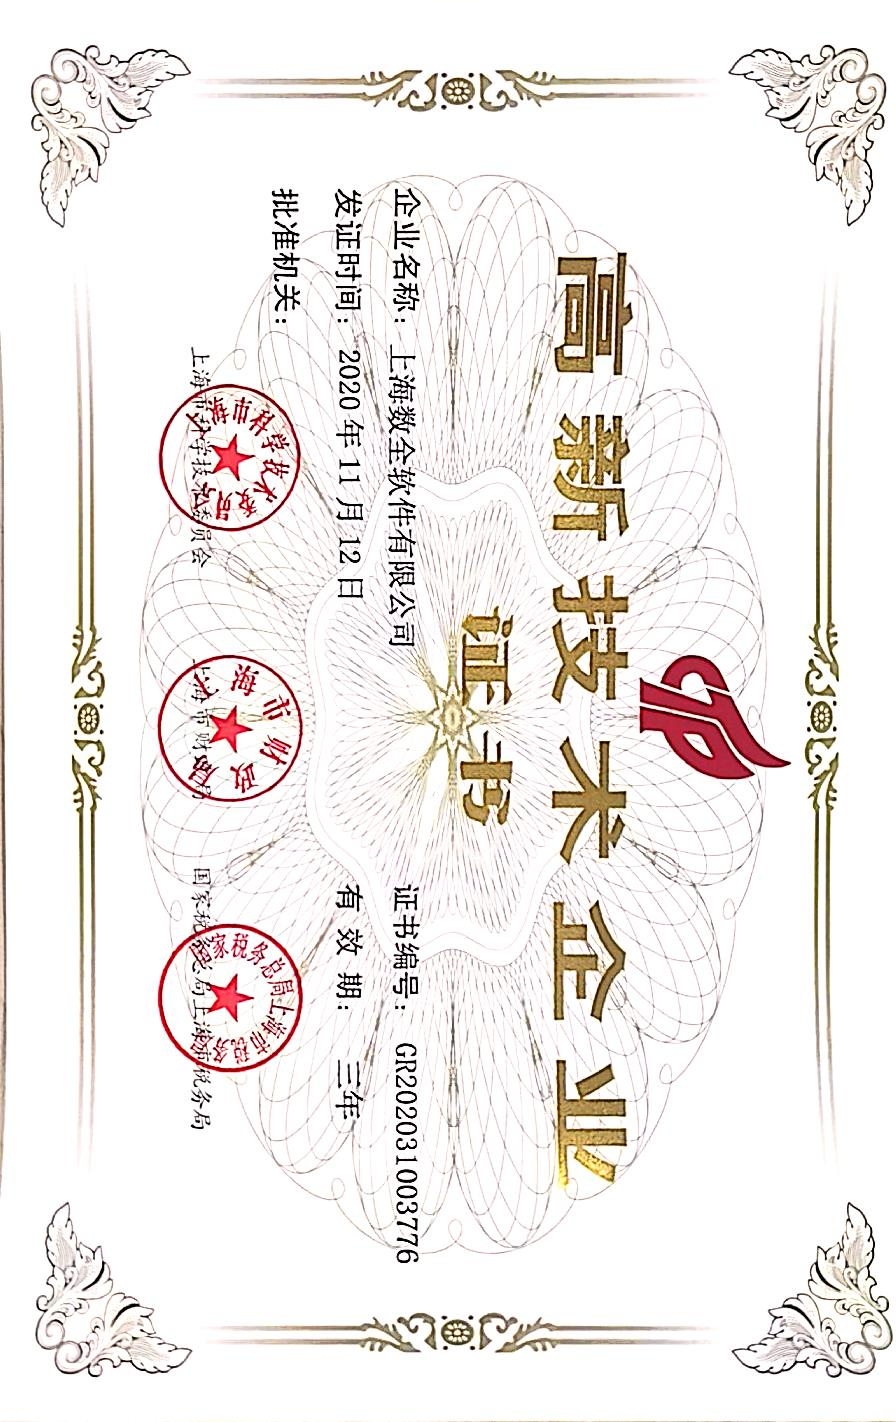 高新技术企业
证书
企业名称：上海数全软件有限公司
证书编号：GR202031003776
发证时间：2020年11月12日
有效期：三年
批准机关：
上海市科学技术委员会
上海市财政局
国家税务总局上海市税务局